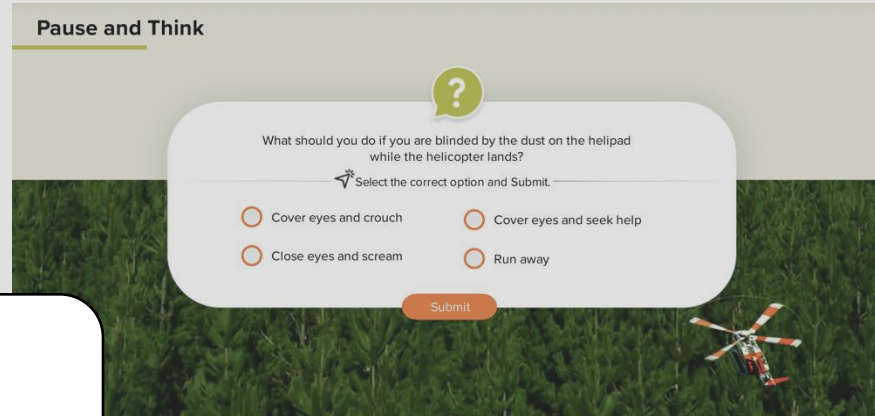 Pause and Think
?
What should you do if you are blinded by the dust on the helipad
while the helicopter lands?
Select the correct option and Submit.
Cover eyes and crouch
Cover eyes and seek help
Close eyes and scream
Run away
Submit